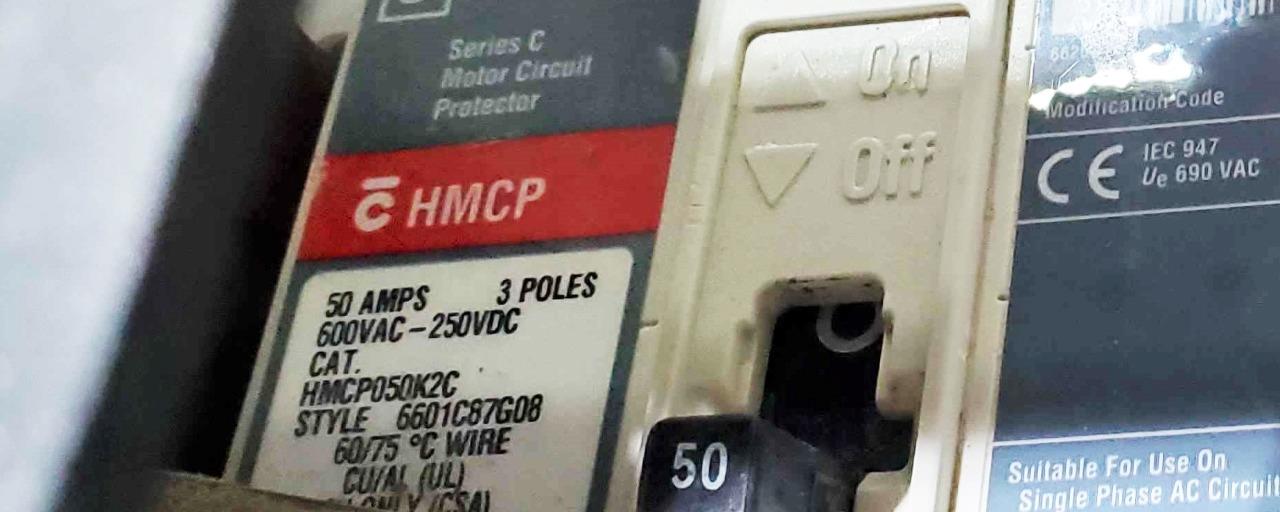 Series C
Motor Circuit
Protector
HMCP
50 AMPS 3 POLES
600VAC-250VDC
CAT.
HMCP050K2C
STYLE 6601C87G08
60/75 °C WIRE
CU/AL (UL)
ONLY (CSA)
On
Off
50
Modification Code
CE IEC 947
Ue 690 VAC
Suitable For Use On
Single Phase AC Circuit